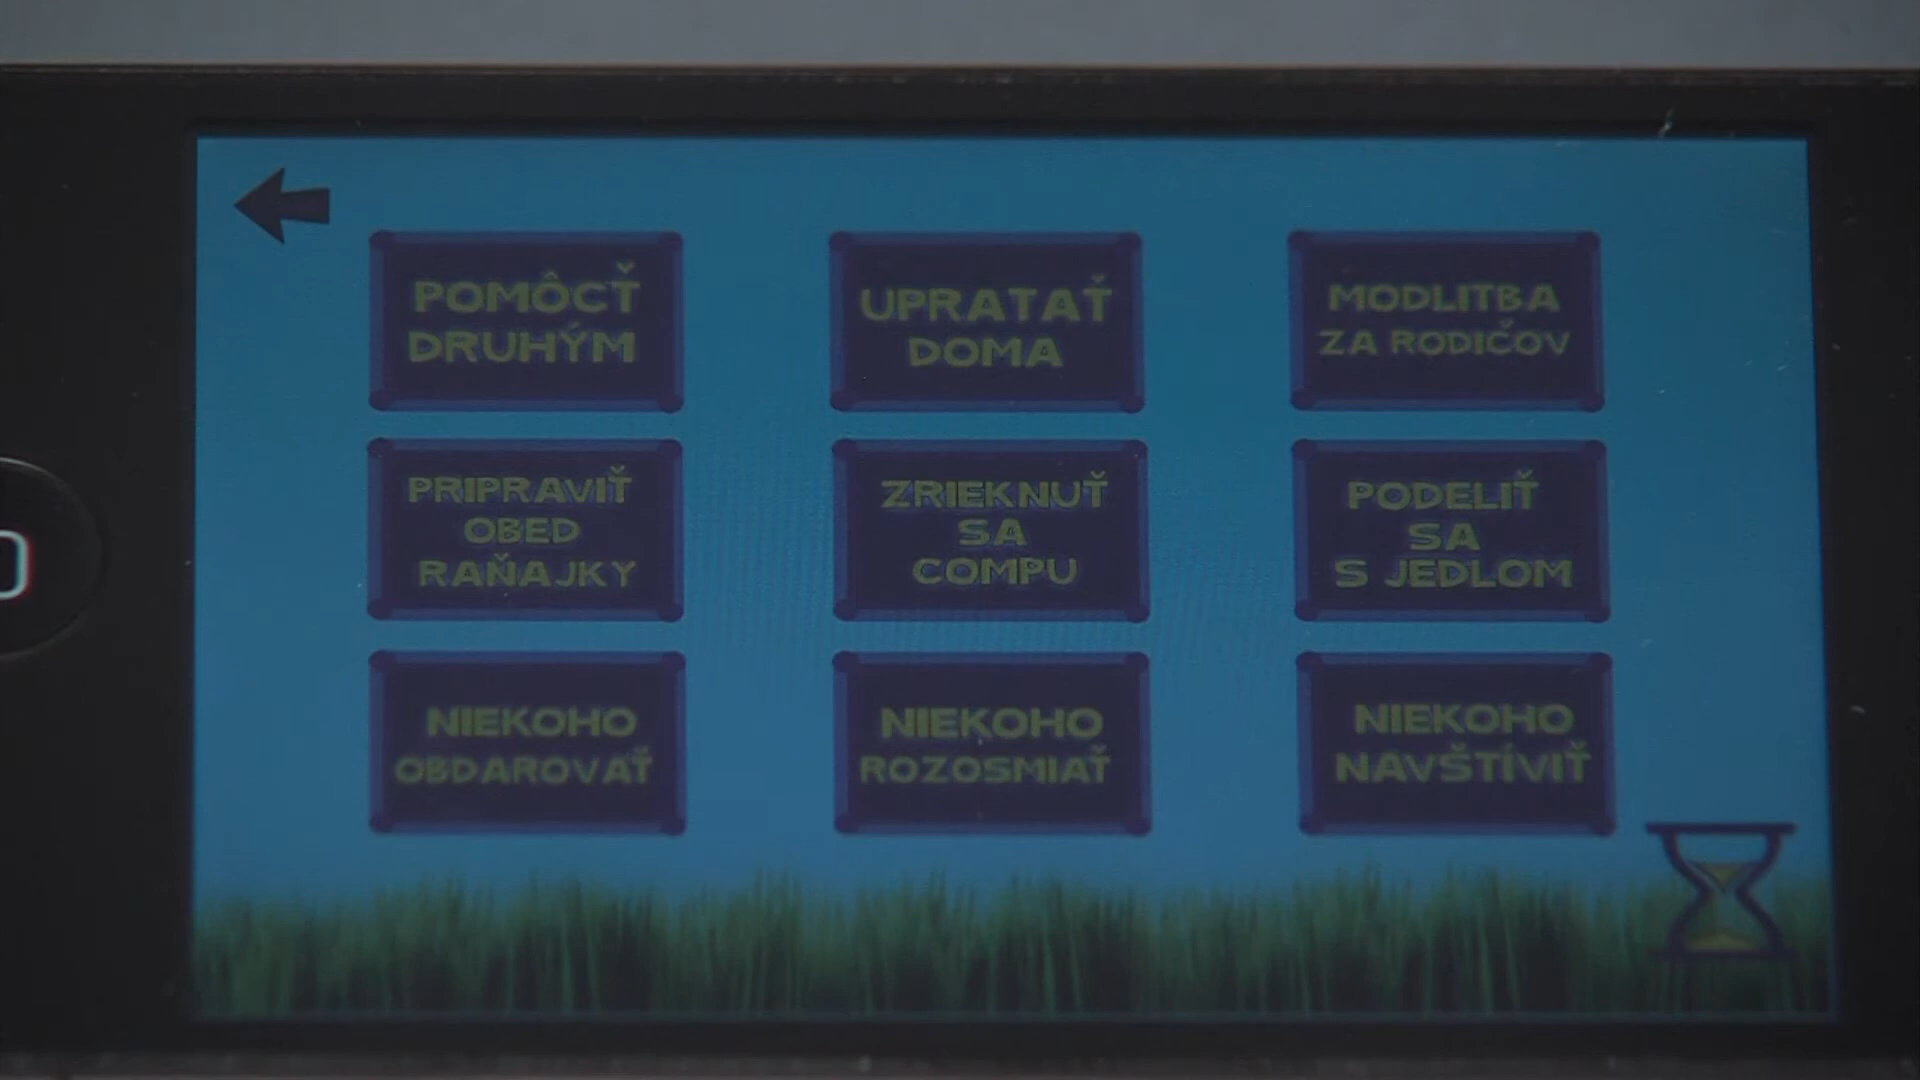 POMÔCŤ
DRUHÝM
UPRATAŤ
DOMA
MODLITBA
ZA RODIČOV
PRIPRAVIŤ
OBED
RAŇAJKY
ZRIEKNUŤ
SA
COMPU
PODELIŤ
SA
S JEDLOM
NIEKOHO
OBDAROVAŤ
NIEKOHO
ROZOSMIAŤ
NIEKOHO
NAVŠTÍVIŤ